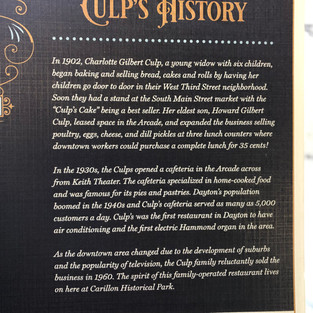 CULP'S HISTORY
In 1902, Charlotte Gilbert Culp, a young widow with six children,
began baking and selling bread, cakes and rolls by having her
children go door to door in their West Third Street neighborhood.
Soon they had a stand at the South Main Street market with the
"Culp's Cake" being a best seller. Her eldest son, Howard Gilbert
Culp, leased space in the Arcade, and expanded the business selling
poultry, eggs, cheese, and dill pickles at three lunch counters where
downtown workers could purchase a complete lunch for 35 cents!
In the 1930s, the Culps opened a cafeteria in the Arcade across
from Keith Theater. The cafeteria specialized in home-cooked food
and was famous for its pies and pastries. Dayton's population
boomed in the 1940s and Culp's cafeteria served as many as 5,000
customers a day. Culp's was the first restaurant in Dayton to have
air conditioning and the first electric Hammond organ in the area.
As the downtown area changed due to the development of suburbs
and the popularity of television, the Culp family reluctantly sold the
business in 1960. The spirit of this family-operated restaurant lives
on here at Carillon Historical Park.